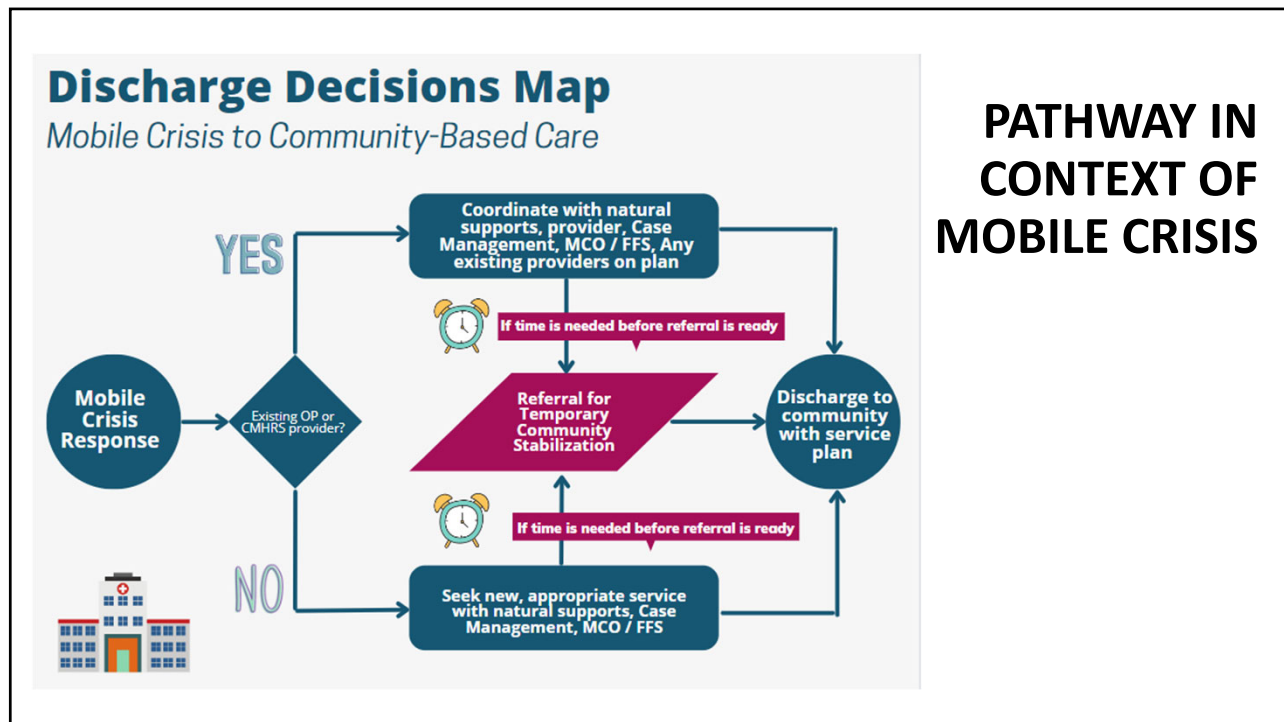 Discharge Decisions Map
Mobile Crisis to Community-Based Care
PATHWAY IN
CONTEXT OF
MOBILE CRISIS
YES
Coordinate with natural
supports, provider, Case
Management, MCO / FFS, Any
existing providers on plan
If time is needed before referral is ready
Mobile
Crisis
Response
Existing OP or
CMHRS provider?
Referral for
Temporary
Community
Stabilization
Discharge to
community
with service
plan
If time is needed before referral is ready
NO
Seek new, appropriate service
with natural supports, Case
Management, MCO / FFS